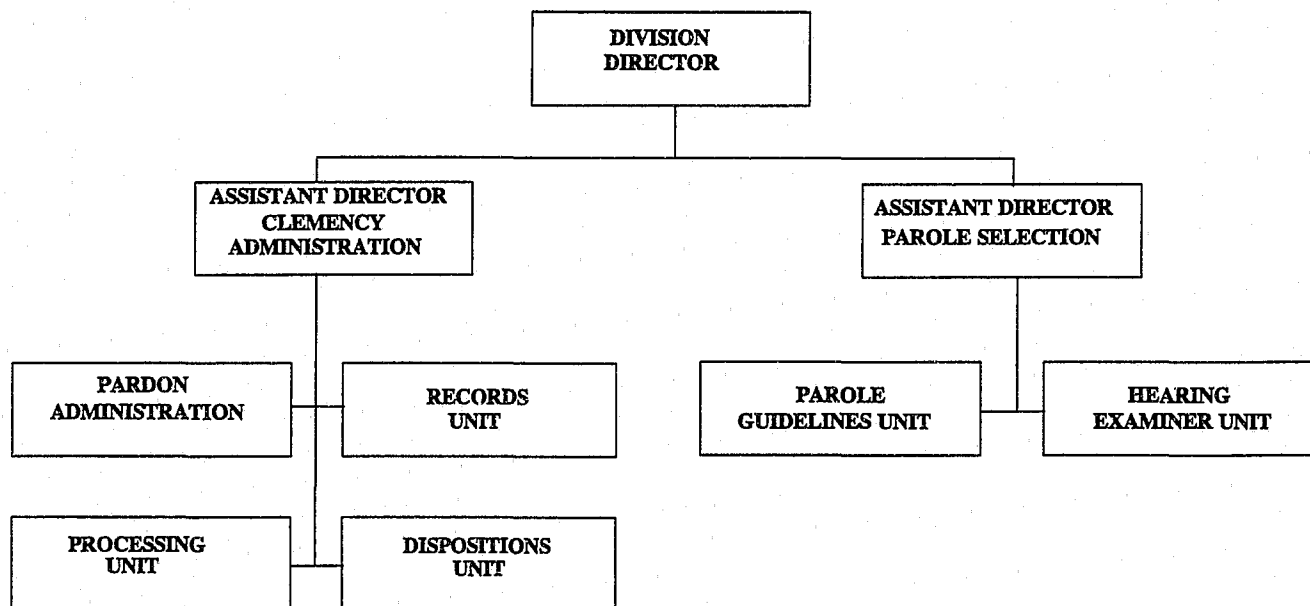 DIVISION
DIRECTOR
ASSISTANT DIRECTOR
CLEMENCY
ADMINISTRATION
ASSISTANT DIRECTOR
PAROLE SELECTION
PARDON
ADMINISTRATION
RECORDS
UNIT
PAROLE
GUIDELINES UNIT
HEARING
EXAMINER UNIT
PROCESSING
UNIT
DISPOSITIONS
UNIT